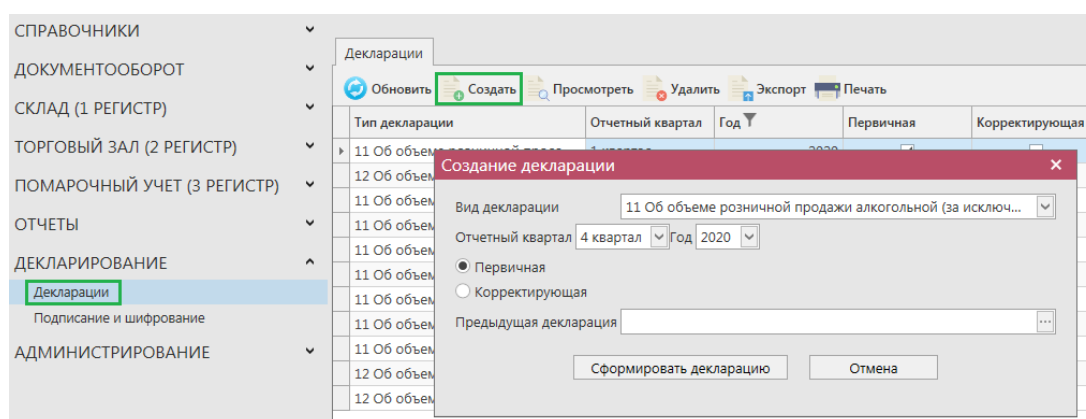 СПРАВОЧНИКИ
ДОКУМЕНТООБОРОТ
СКЛАД (1 РЕГИСТР)
ТОРГОВЫЙ ЗАЛ (2 РЕГИСТР)
ПОМАРОЧНЫЙ УЧЕТ (3 РЕГИСТР)
ОТЧЕТЫ
ДЕКЛАРИРОВАНИЕ
Декларации
Подписание и шифрование
АДМИНИСТРИРОВАНИЕ
Декларации
Обновить Создать Просмотреть Удалить Экспорт Печать
Тип декларации Отчетный квартал Год Первичная Корректирующая
11 Об объеме розничной 1 квартал 2020
12 Об объем
11 Об объем
11 Об объем
11 Об объем
11 Об объем
11 Об объем
11 Об объем
11 Об объем
12 Об объем
12 Об объем
Создание декларации
Вид декларации 11 Об объеме розничной продажи алкогольной (за исключ...
Отчетный квартал 4 квартал Год 2020
Первичная
Корректирующая
Предыдущая декларация ...
Сформировать декларацию Отмена